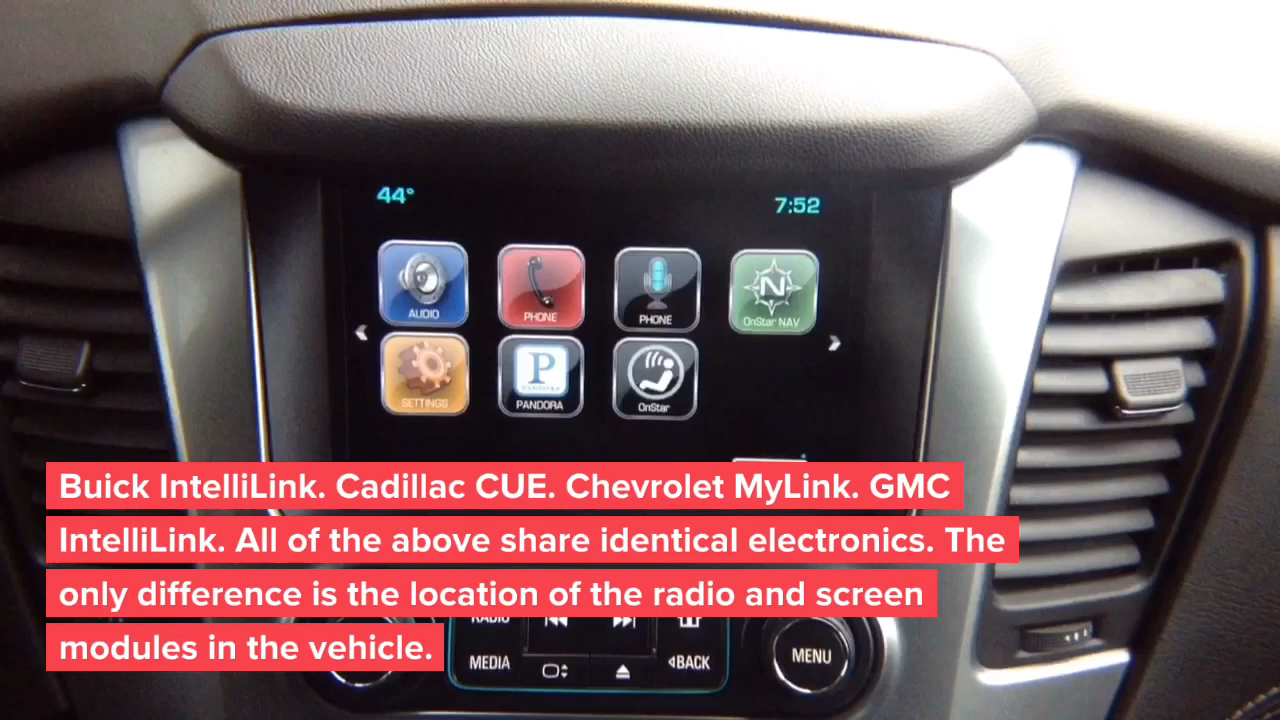 44° 7:52
AUDIO PHONE PHONE OnStar NAV
SETTINGS PANDORA OnStar
Buick IntelliLink. Cadillac CUE. Chevrolet MyLink. GMC
IntelliLink. All of the above share identical electronics. The
only difference is the location of the radio and screen
modules in the vehicle.
RADIO
MEDIA BACK MENU